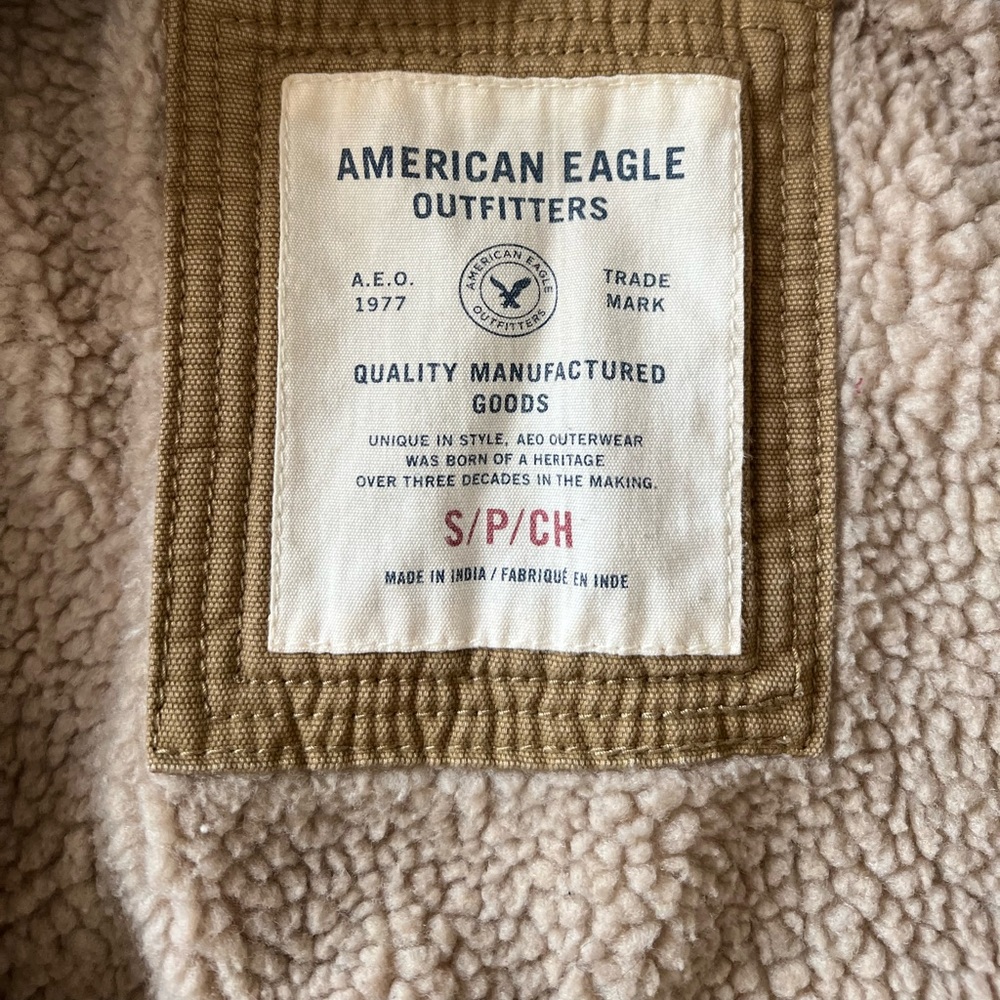 AMERICAN EAGLE
OUTFITTERS
A.E.O.
1977
AMERICAN EAGLE
OUTFITTERS
TRADE
MARK
QUALITY MANUFACTURED
GOODS
UNIQUE IN STYLE, AEO OUTERWEAR
WAS BORN OF A HERITAGE
OVER THREE DECADES IN THE MAKING.
S/P/CH
MADE IN INDIA / FABRIQUÉ EN INDE